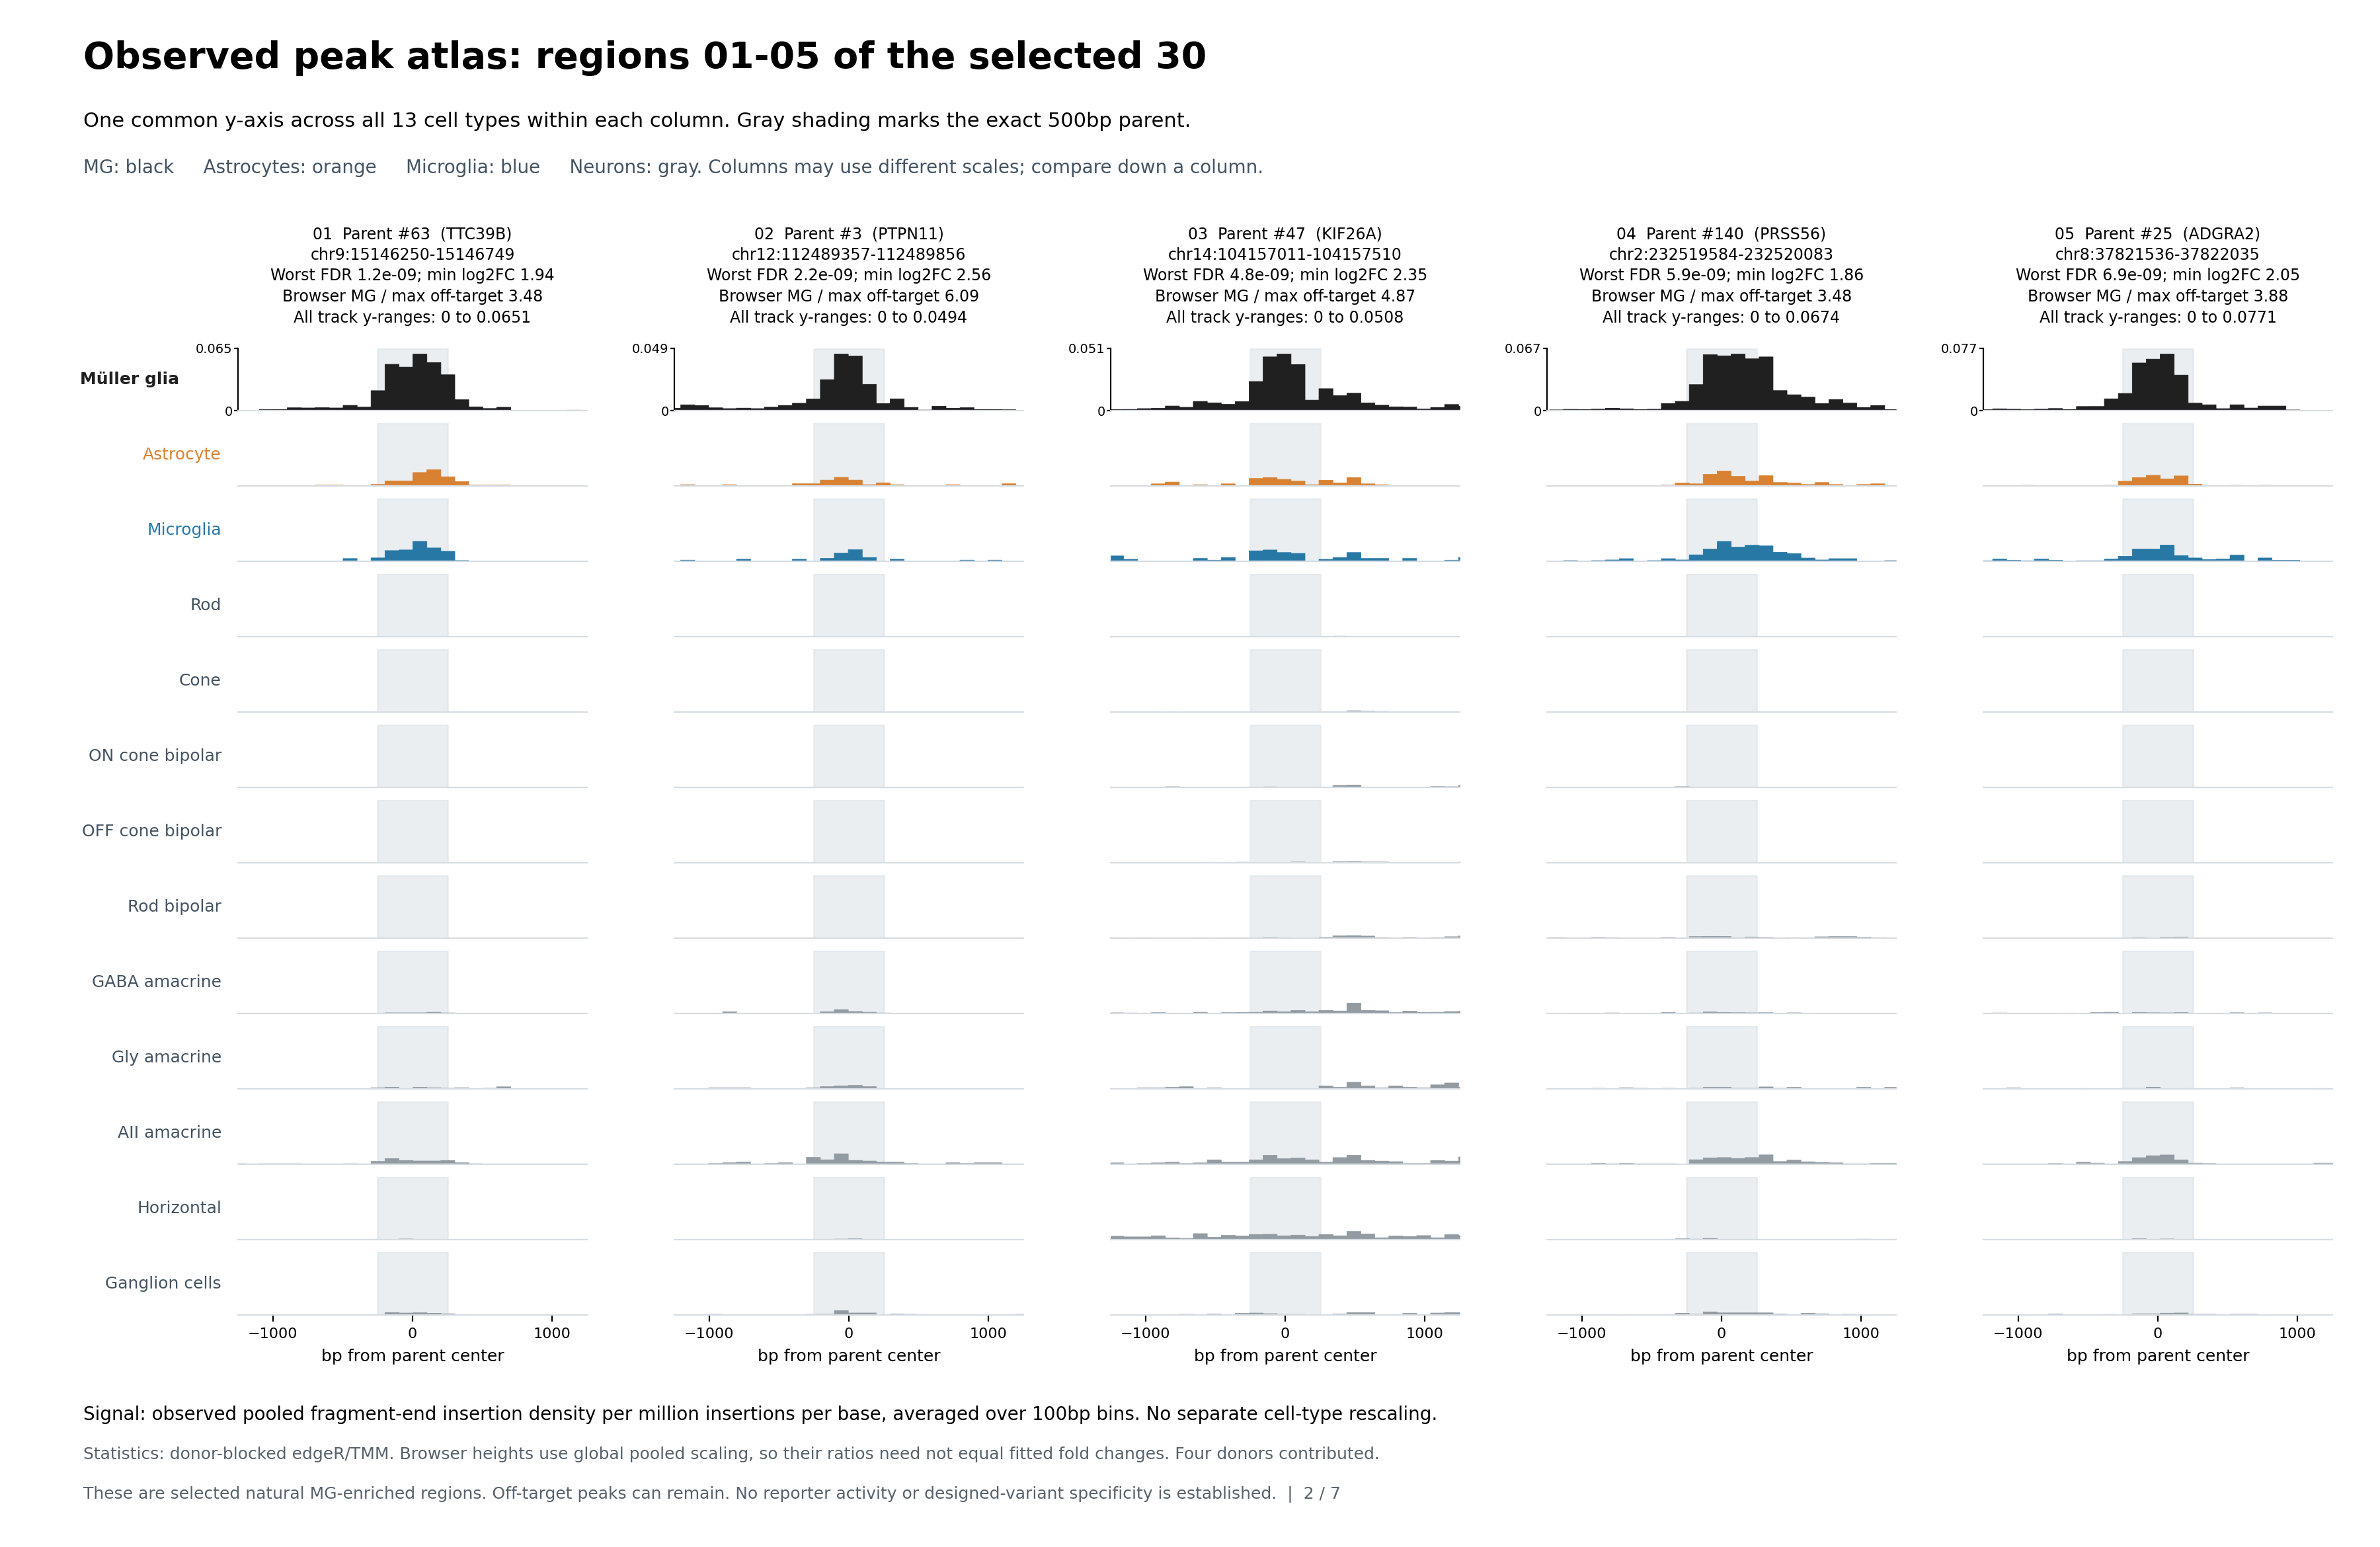 Observed peak atlas: regions 01-05 of the selected 30
One common y-axis across all 13 cell types within each column. Gray shading marks the exact 500bp parent.
MG: black Astrocytes: orange Microglia: blue Neurons: gray. Columns may use different scales; compare down a column.
01 Parent #63 (TTC39B)
chr9:15146250-15146749
Worst FDR 1.2e-09; min log2FC 1.94
Browser MG / max off-target 3.48
All track y-ranges: 0 to 0.0651
02 Parent #3 (PTPN11)
chr12:112489357-112489856
Worst FDR 2.2e-09; min log2FC 2.56
Browser MG / max off-target 6.09
All track y-ranges: 0 to 0.0494
03 Parent #47 (KIF26A)
chr14:104157011-104157510
Worst FDR 4.8e-09; min log2FC 2.35
Browser MG / max off-target 4.87
All track y-ranges: 0 to 0.0508
04 Parent #140 (PRSS56)
chr2:232519584-232520083
Worst FDR 5.9e-09; min log2FC 1.86
Browser MG / max off-target 3.48
All track y-ranges: 0 to 0.0674
05 Parent #25 (ADGRA2)
chr8:37821536-37822035
Worst FDR 6.9e-09; min log2FC 2.05
Browser MG / max off-target 3.88
All track y-ranges: 0 to 0.0771
0.065 0.049 0.051 0.067 0.077
Müller glia
0 0 0 0 0
Astrocyte
Microglia
Rod
Cone
ON cone bipolar
OFF cone bipolar
Rod bipolar
GABA amacrine
Gly amacrine
AII amacrine
Horizontal
Ganglion cells
−1000 0 1000 −1000 0 1000 −1000 0 1000 −1000 0 1000 −1000 0 1000
bp from parent center bp from parent center bp from parent center bp from parent center bp from parent center
Signal: observed pooled fragment-end insertion density per million insertions per base, averaged over 100bp bins. No separate cell-type rescaling.
Statistics: donor-blocked edgeR/TMM. Browser heights use global pooled scaling, so their ratios need not equal fitted fold changes. Four donors contributed.
These are selected natural MG-enriched regions. Off-target peaks can remain. No reporter activity or designed-variant specificity is established. | 2 / 7